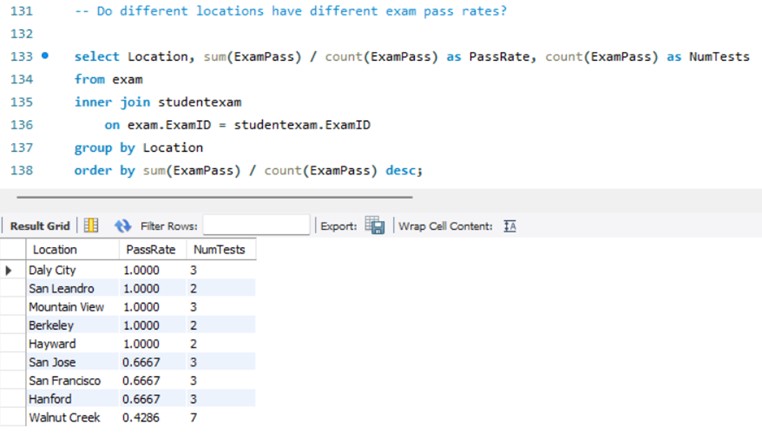 131 -- Do different locations have different exam pass rates?
132
133 select Location, sum(ExamPass) / count(ExamPass) as PassRate, count(ExamPass) as NumTests
134 from exam
135 inner join studentexam
136 on exam.ExamID = studentexam.ExamID
137 group by Location
138 order by sum(ExamPass) / count(ExamPass) desc;
Result Grid Filter Rows: Export: Wrap Cell Content: IA
Location PassRate NumTests
Daly City 1.0000 3
San Leandro 1.0000 2
Mountain View 1.0000 3
Berkeley 1.0000 2
Hayward 1.0000 2
San Jose 0.6667 3
San Francisco 0.6667 3
Hanford 0.6667 3
Walnut Creek 0.4286 7